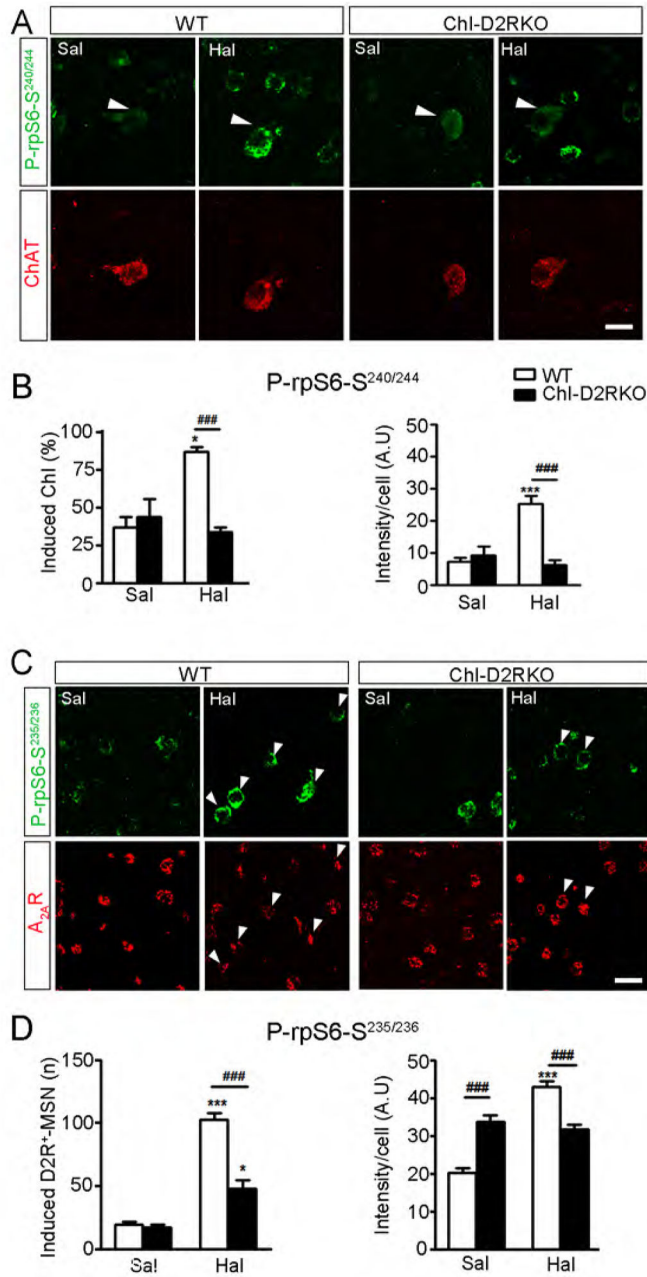 A
WT
ChI-D2RKO
Sal
Hal
Sal
Hal
P-rpS6-S240/244
ChAT
B
P-rpS6-S240/244
WT
ChI-D2RKO
Induced ChI (%)
100
75
50
25
0
###
*
Sal
Hal
Intensity/cell (A.U)
50
40
30
20
10
0
###
***
Sal
Hal
C
WT
ChI-D2RKO
Sal
Hal
Sal
Hal
P-rpS6-S235/236
A2AR
D
P-rpS6-S235/236
Induced D2R+-MSN (n)
150
100
50
0
###
***
*
Sal
Hal
Intensity/cell (A.U)
50
40
30
20
10
0
###
###
***
Sal
Hal